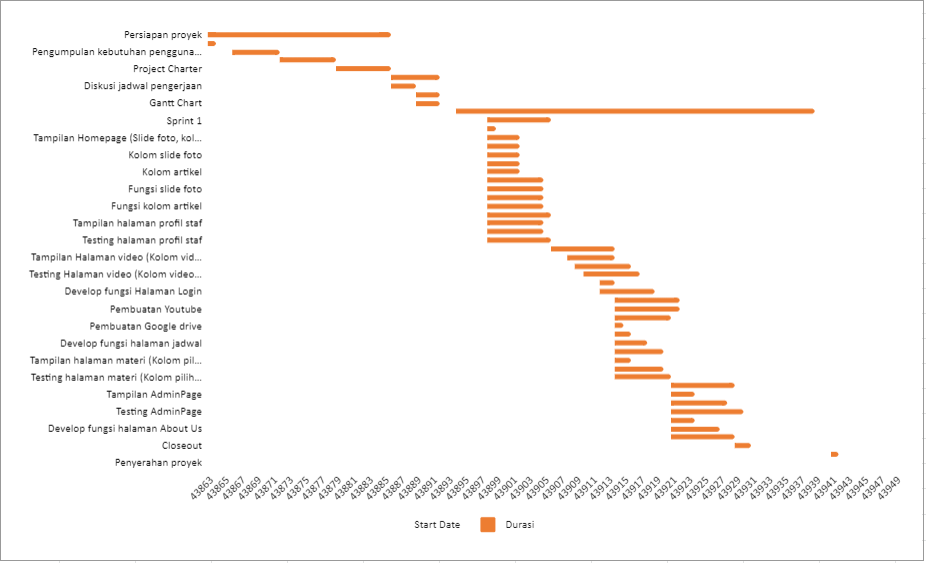 Persiapan proyek
Pengumpulan kebutuhan pengguna...
Project Charter
Diskusi jadwal pengerjaan
Gantt Chart
Sprint 1
Tampilan Homepage (Slide foto, kol...
Kolom slide foto
Kolom artikel
Fungsi slide foto
Fungsi kolom artikel
Tampilan halaman profil staf
Testing halaman profil staf
Tampilan Halaman video (Kolom vid...
Testing Halaman video (Kolom video...
Develop fungsi Halaman Login
Pembuatan Youtube
Pembuatan Google drive
Develop fungsi halaman jadwal
Tampilan halaman materi (Kolom pil...
Testing halaman materi (Kolom pilih...
Tampilan AdminPage
Testing AdminPage
Develop fungsi halaman About Us
Closeout
Penyerahan proyek
43863
43865
43867
43869
43871
43873
43875
43877
43879
43881
43883
43885
43887
43889
43891
43893
43895
43897
43899
43901
43903
43905
43907
43909
43911
43913
43915
43917
43919
43921
43923
43925
43927
43929
43931
43933
43935
43937
43939
43941
43943
43945
43947
43949
Start Date
Durasi